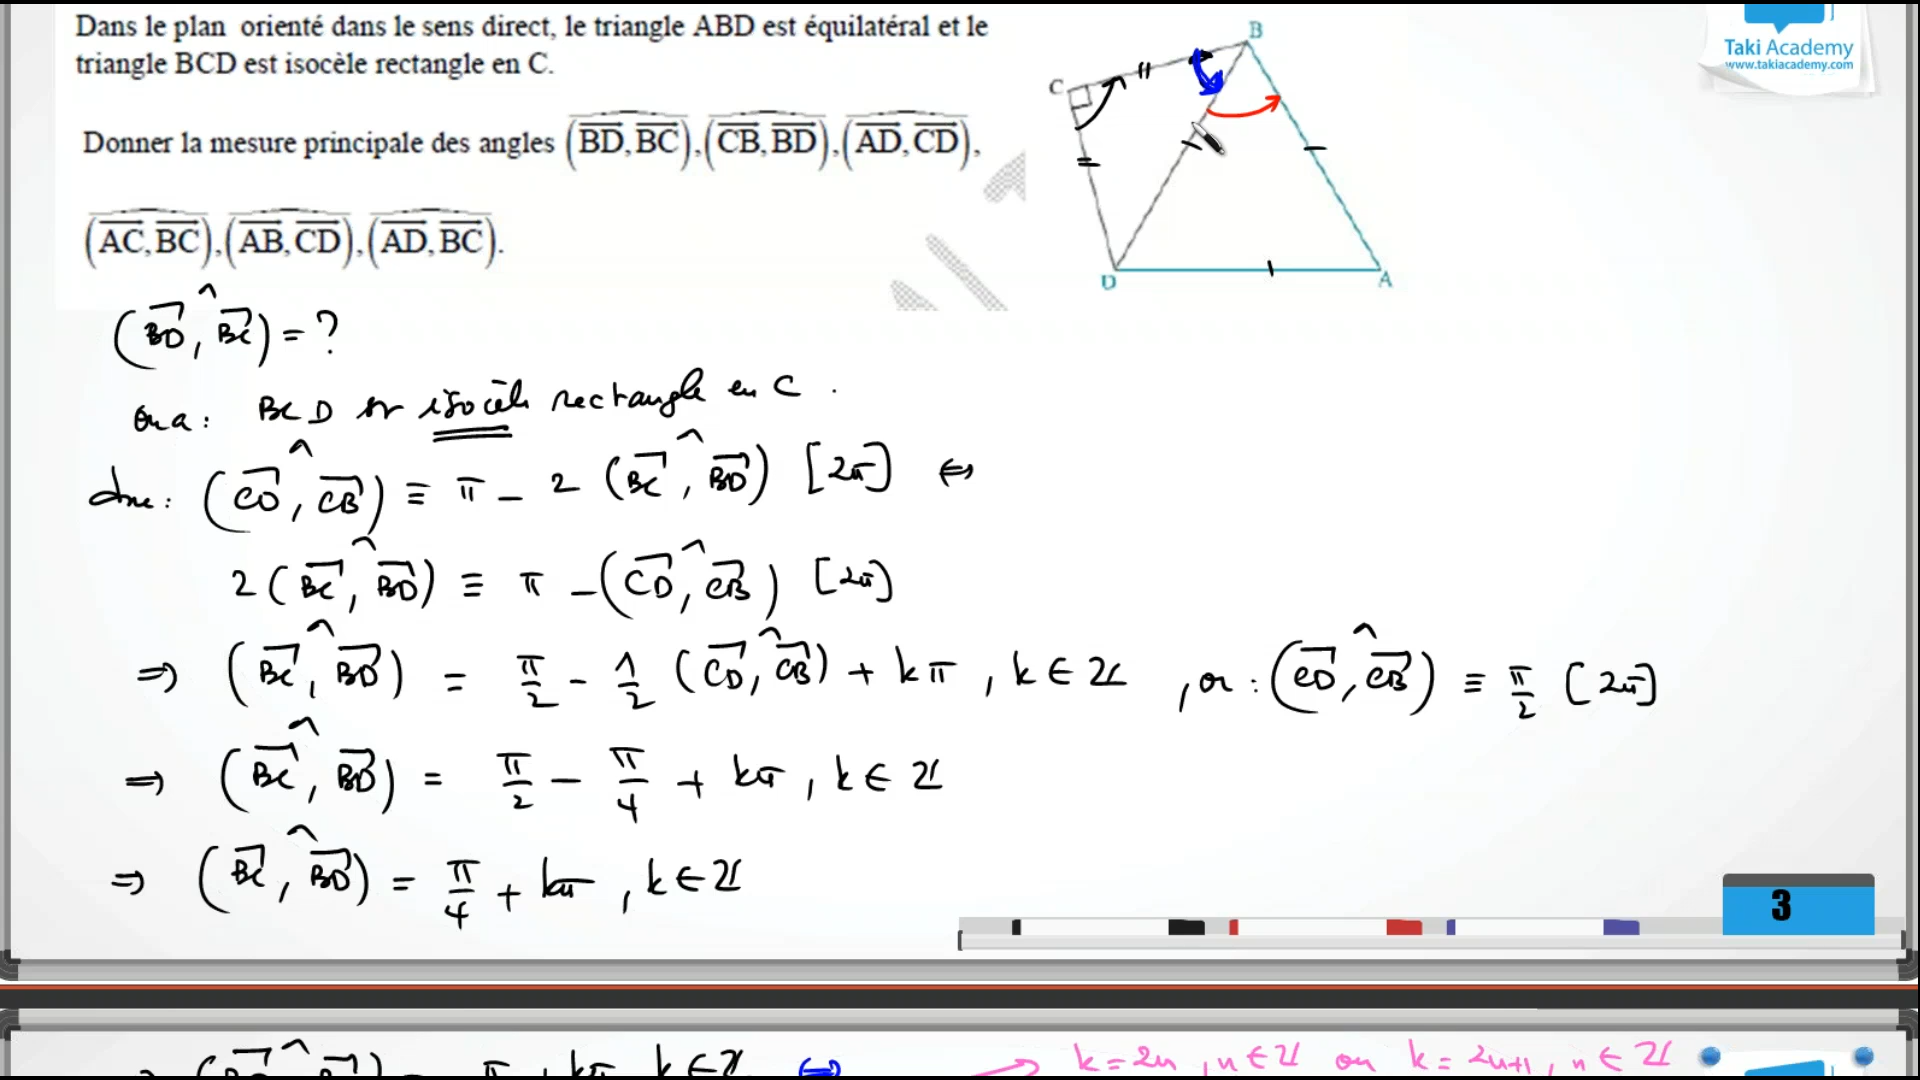 Dans le plan orienté dans le sens direct, le triangle ABD est équilatéral et le
triangle BCD est isocèle rectangle en C.
Donner la mesure principale des angles (BD, BC), (CB, BD), (AD, CD),
(AC, BC), (AB, CD), (AD, BC).
B
C
D
A
Taki Academy
www.takiacademy.com
(BD, BC) = ?
on a : BCD est isocèle rectangle en C .
donc : (CD, CB) ≡ π - 2 (BC, BD) [2π] ⇔
2 (BC, BD) ≡ π - (CD, CB) [2π]
⇒ (BC, BD) = π/2 - 1/2 (CD, CB) + kπ , k ∈ ℤ , or : (CD, CB) ≡ π/2 [2π]
⇒ (BC, BD) = π/2 - π/4 + kπ , k ∈ ℤ
⇒ (BC, BD) = π/4 + kπ , k ∈ ℤ
3
k = 2n , n ∈ ℤ ou k = 2n+1 , n ∈ ℤ